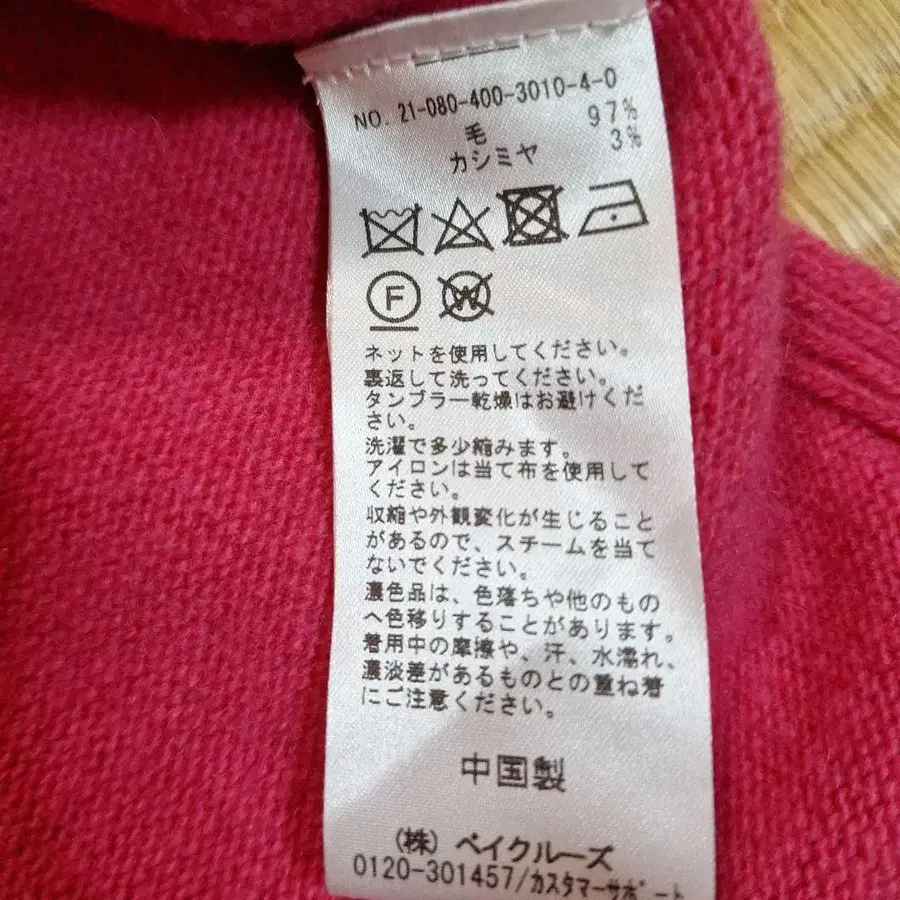 NO. 21-080-400-3010-4-0
毛 97%
カシミヤ 3%
F W
ネットを使用してください。
裏返して洗ってください。
タンブラー乾燥はお避けくだ
さい。
洗濯で多少縮みます。
アイロンは当て布を使用して
ください。
収縮や外観変化が生じること
があるので、スチームを当て
ないでください。
濃色品は、色落ちや他のもの
へ色移りすることがあります。
着用中の摩擦や、汗、水濡れ、
濃淡差があるものとの重ね着
にご注意ください。
中国製
(株) ベイクルーズ
0120-301457/カスタマーサポート